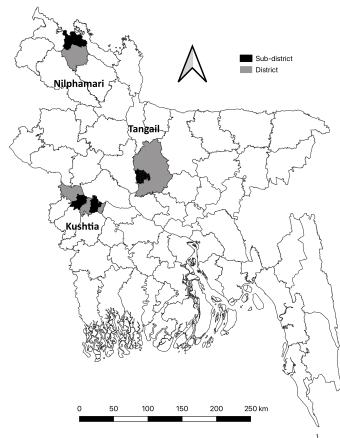 Sub-district
District
Nilphamari
Tangail
Kushtia
0 50 100 150 200 250 km
1